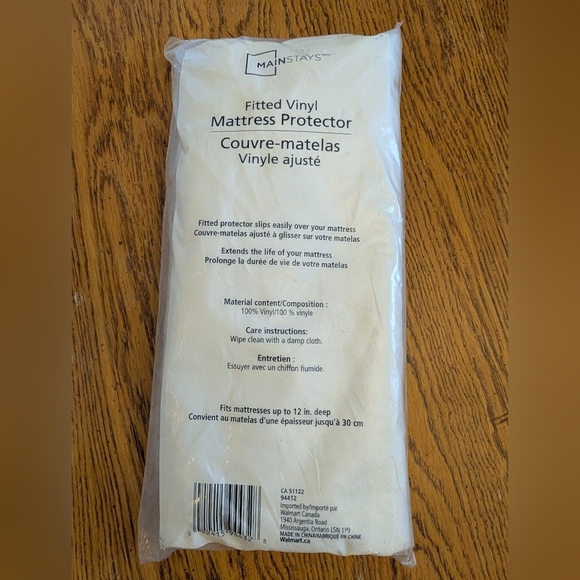 MAINSTAYS
Fitted Vinyl
Mattress Protector
Couvre-matelas
Vinyle ajusté
Fitted protector slips easily over your mattress
Couvre-matelas ajusté à glisser sur votre matelas
Extends the life of your mattress
Prolonge la durée de vie de votre matelas
Material content/Composition :
100% Vinyl/100 % vinyle
Care instructions:
Wipe clean with a damp cloth.
Entretien :
Essuyer avec un chiffon humide.
Fits mattresses up to 12 in. deep
Convient au matelas d'une épaisseur jusqu'à 30 cm
CA 51122
94432
Imported by/Importé par
Walmart Canada
1940 Argentia Road
Mississauga, Ontario L5N 1P9
MADE IN CHINA/FABRIQUÉ EN CHINE
Walmart.ca